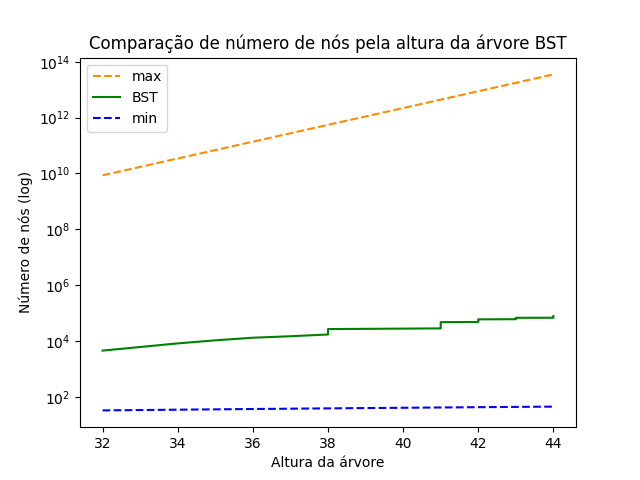 Comparação de número de nós pela altura da árvore BST
max
BST
min
10^14
10^12
10^10
10^8
10^6
10^4
10^2
Número de nós (log)
32 34 36 38 40 42 44
Altura da árvore